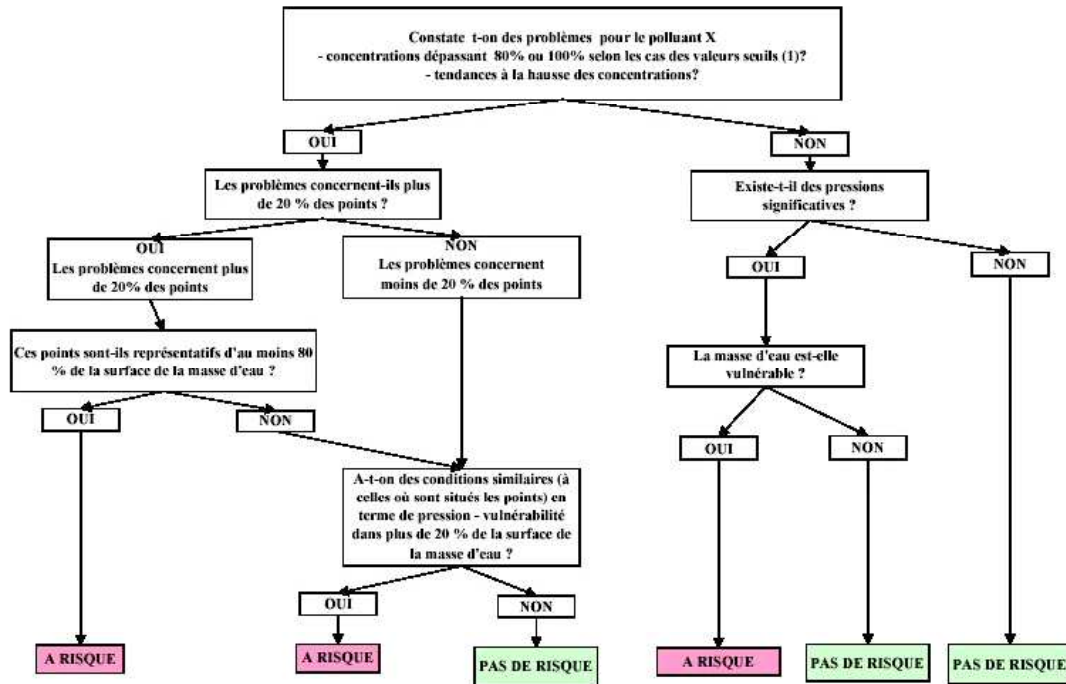 Constate t-on des problèmes pour le polluant X
- concentrations dépassant 80% ou 100% selon les cas des valeurs seuils (1)?
- tendances à la hausse des concentrations?
OUI
NON
Les problèmes concernent-ils plus
de 20 % des points ?
Existe-t-il des pressions
significatives ?
OUI
Les problèmes concernent plus
de 20% des points
NON
Les problèmes concernent
moins de 20 % des points
OUI
NON
Ces points sont-ils représentatifs d'au moins 80
% de la surface de la masse d'eau ?
La masse d'eau est-elle
vulnérable ?
OUI
NON
OUI
NON
A-t-on des conditions similaires (à
celles où sont situés les points) en
terme de pression - vulnérabilité
dans plus de 20 % de la surface de
la masse d'eau ?
OUI
NON
A RISQUE
A RISQUE
PAS DE RISQUE
A RISQUE
PAS DE RISQUE
PAS DE RISQUE